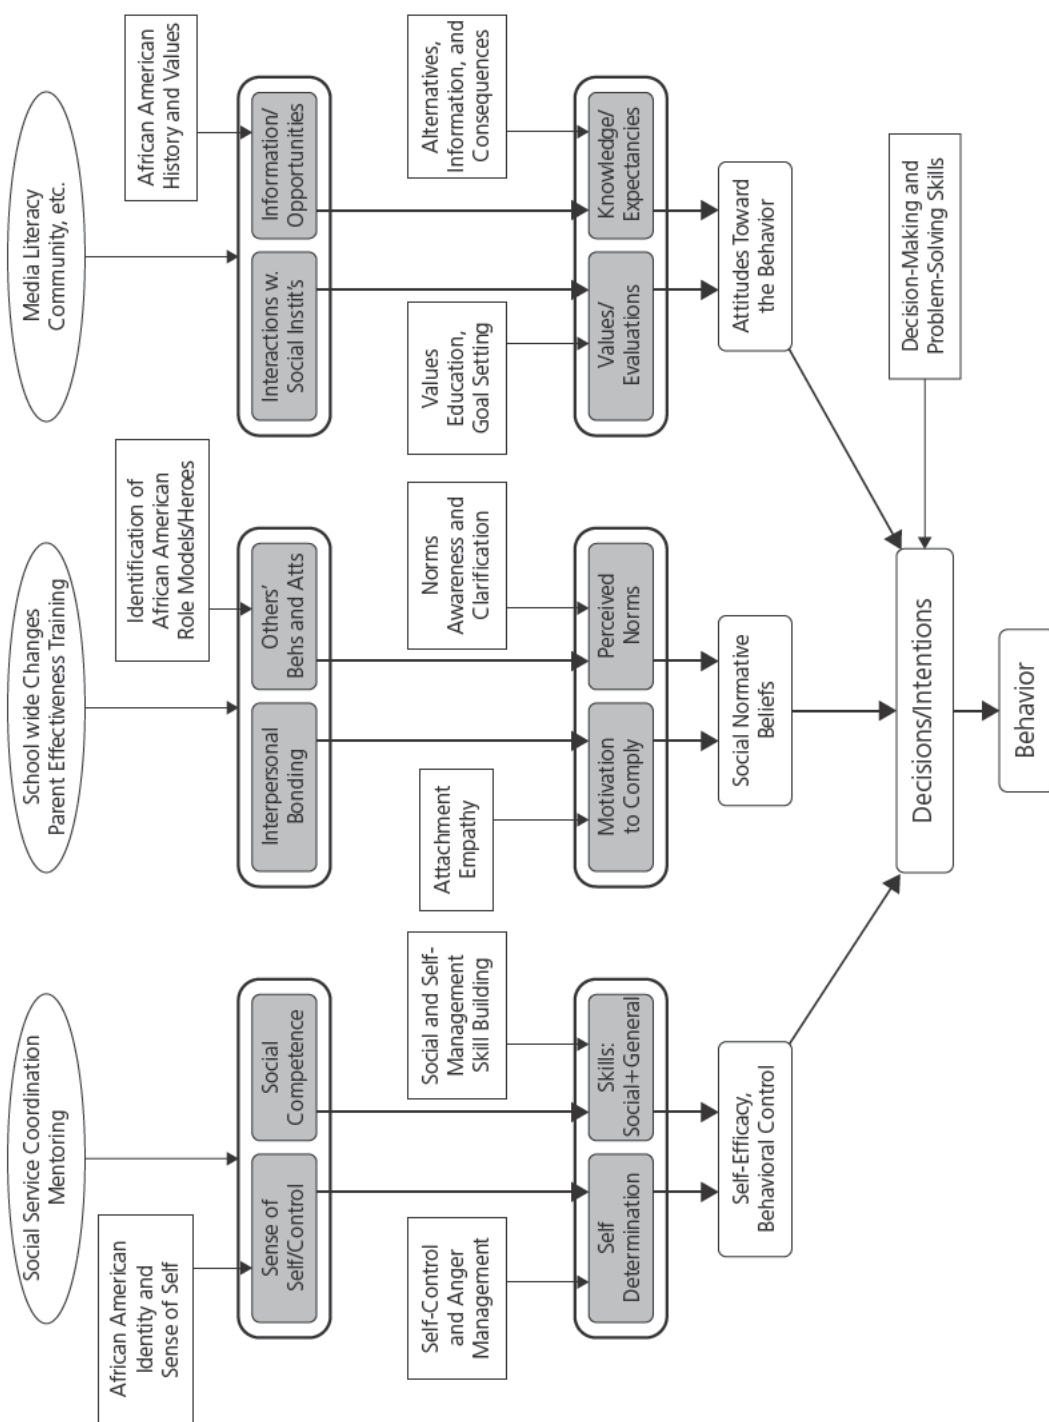 Social Service Coordination
Mentoring
School wide Changes
Parent Effectiveness Training
Media Literacy
Community, etc.
African American
Identity and
Sense of Self
Identification of
African American
Role Models/Heroes
African American
History and Values
Sense of
Self/Control
Social
Competence
Interpersonal
Bonding
Others’
Behs and Atts
Interactions w.
Social Instit’s
Information/
Opportunities
Self-Control
and Anger
Management
Social and Self-
Management
Skill Building
Attachment
Empathy
Norms
Awareness and
Clarification
Values
Education,
Goal Setting
Alternatives,
Information, and
Consequences
Self
Determination
Skills:
Social+General
Motivation
to Comply
Perceived
Norms
Values/
Evaluations
Knowledge/
Expectancies
Self-Efficacy,
Behavioral Control
Social Normative
Beliefs
Attitudes Toward
the Behavior
Decision-Making and
Problem-Solving Skills
Decisions/Intentions
Behavior